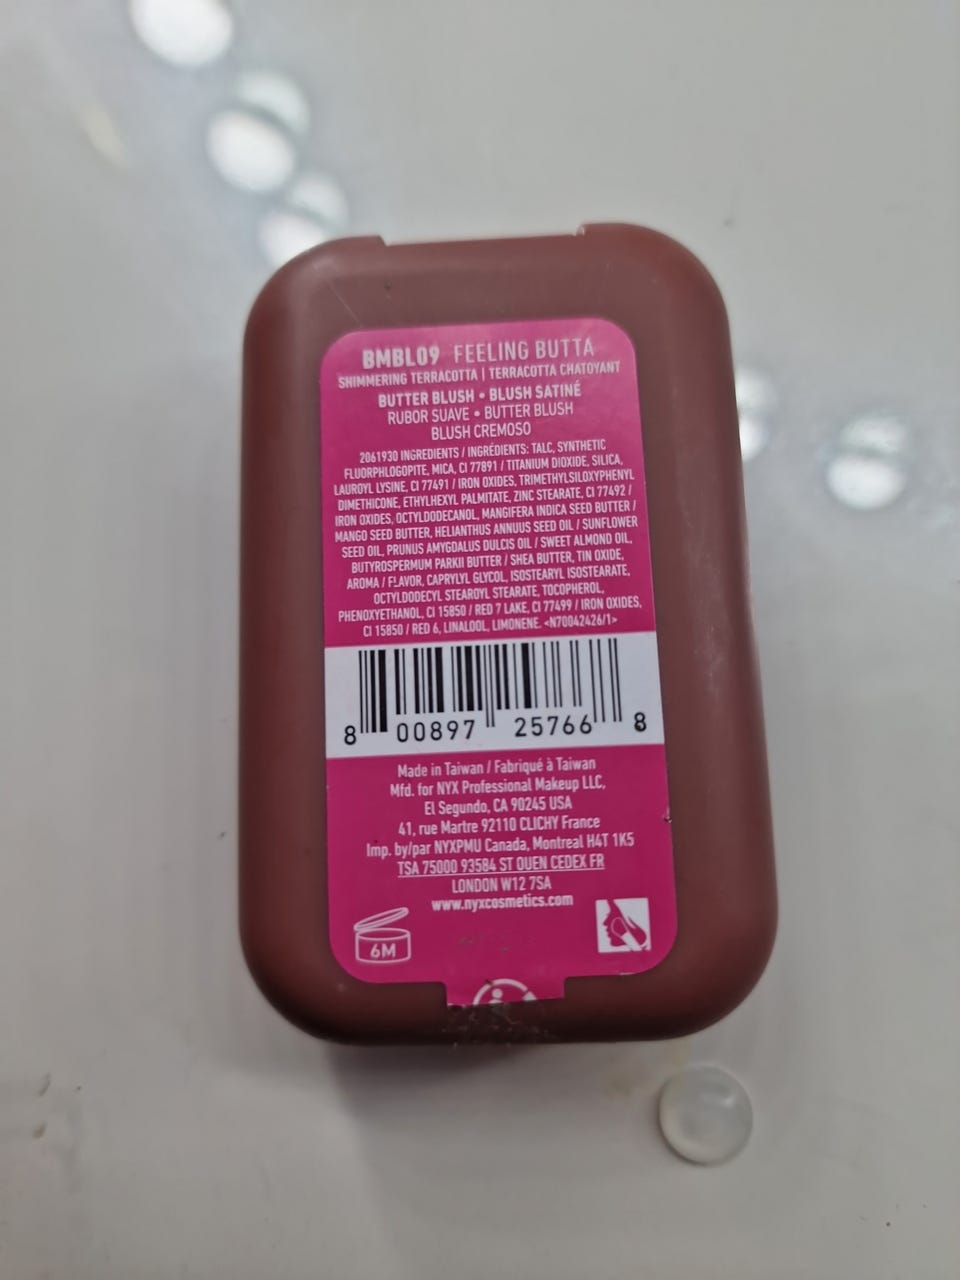 BMBL09 FEELING BUTTA
SHIMMERING TERRACOTTA | TERRACOTTA CHATOYANT
BUTTER BLUSH • BLUSH SATINÉ
RUBOR SUAVE • BUTTER BLUSH
BLUSH CREMOSO
2061930 INGREDIENTS / INGRÉDIENTS: TALC, SYNTHETIC
FLUORPHLOGOPITE, MICA, CI 77891 / TITANIUM DIOXIDE, SILICA,
LAUROYL LYSINE, CI 77491 / IRON OXIDES, TRIMETHYLSILOXYPHENYL
DIMETHICONE, ETHYLHEXYL PALMITATE, ZINC STEARATE, CI 77492 /
IRON OXIDES, OCTYLDODECANOL, MANGIFERA INDICA SEED BUTTER /
MANGO SEED BUTTER, HELIANTHUS ANNUUS SEED OIL / SUNFLOWER
SEED OIL, PRUNUS AMYGDALUS DULCIS OIL / SWEET ALMOND OIL,
BUTYROSPERMUM PARKII BUTTER / SHEA BUTTER, TIN OXIDE,
AROMA / FLAVOR, CAPRYLYL GLYCOL, ISOSTEARYL ISOSTEARATE,
OCTYLDODECYL STEAROYL STEARATE, TOCOPHEROL,
PHENOXYETHANOL, CI 15850 / RED 7 LAKE, CI 77499 / IRON OXIDES,
CI 15850 / RED 6, LINALOOL, LIMONENE. <N70042426/1>
8 00897 25766 8
Made in Taiwan / Fabriqué à Taiwan
Mfd. for NYX Professional Makeup LLC,
El Segundo, CA 90245 USA
41, rue Martre 92110 CLICHY France
Imp. by/par NYXPMU Canada, Montreal H4T 1K5
TSA 75000 93584 ST OUEN CEDEX FR
LONDON W12 7SA
www.nyxcosmetics.com
6M